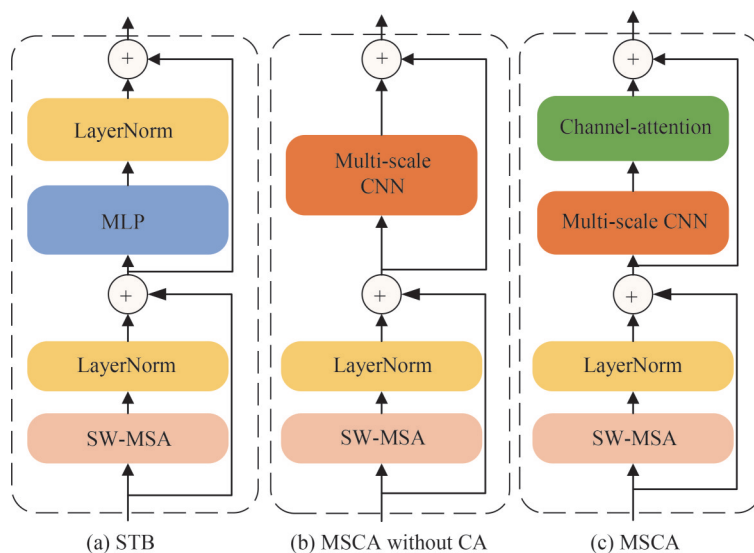 +
LayerNorm
MLP
+
LayerNorm
SW-MSA
(a) STB
+
Multi-scale
CNN
+
LayerNorm
SW-MSA
(b) MSCA without CA
+
Channel-attention
Multi-scale CNN
+
LayerNorm
SW-MSA
(c) MSCA